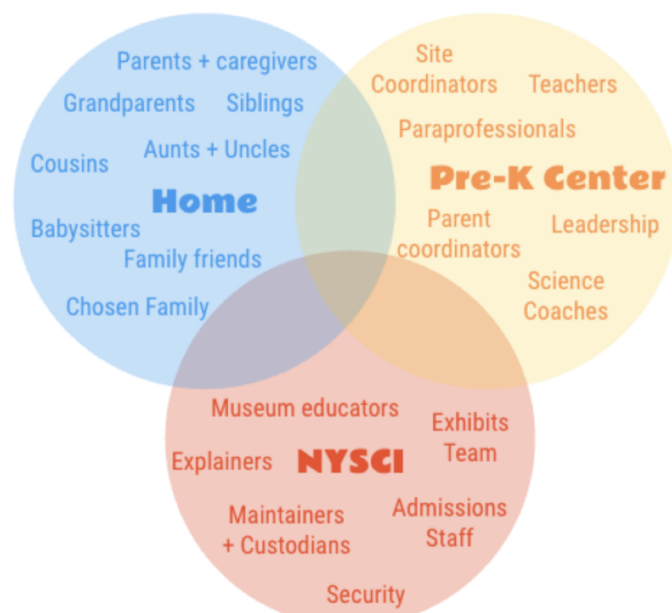 Parents + caregivers
Grandparents
Siblings
Cousins
Aunts + Uncles
Home
Babysitters
Family friends
Chosen Family
Site
Coordinators
Teachers
Paraprofessionals
Pre-K Center
Parent
coordinators
Leadership
Science
Coaches
Museum educators
Exhibits
Team
Explainers
NYSCI
Maintainers
+ Custodians
Admissions
Staff
Security